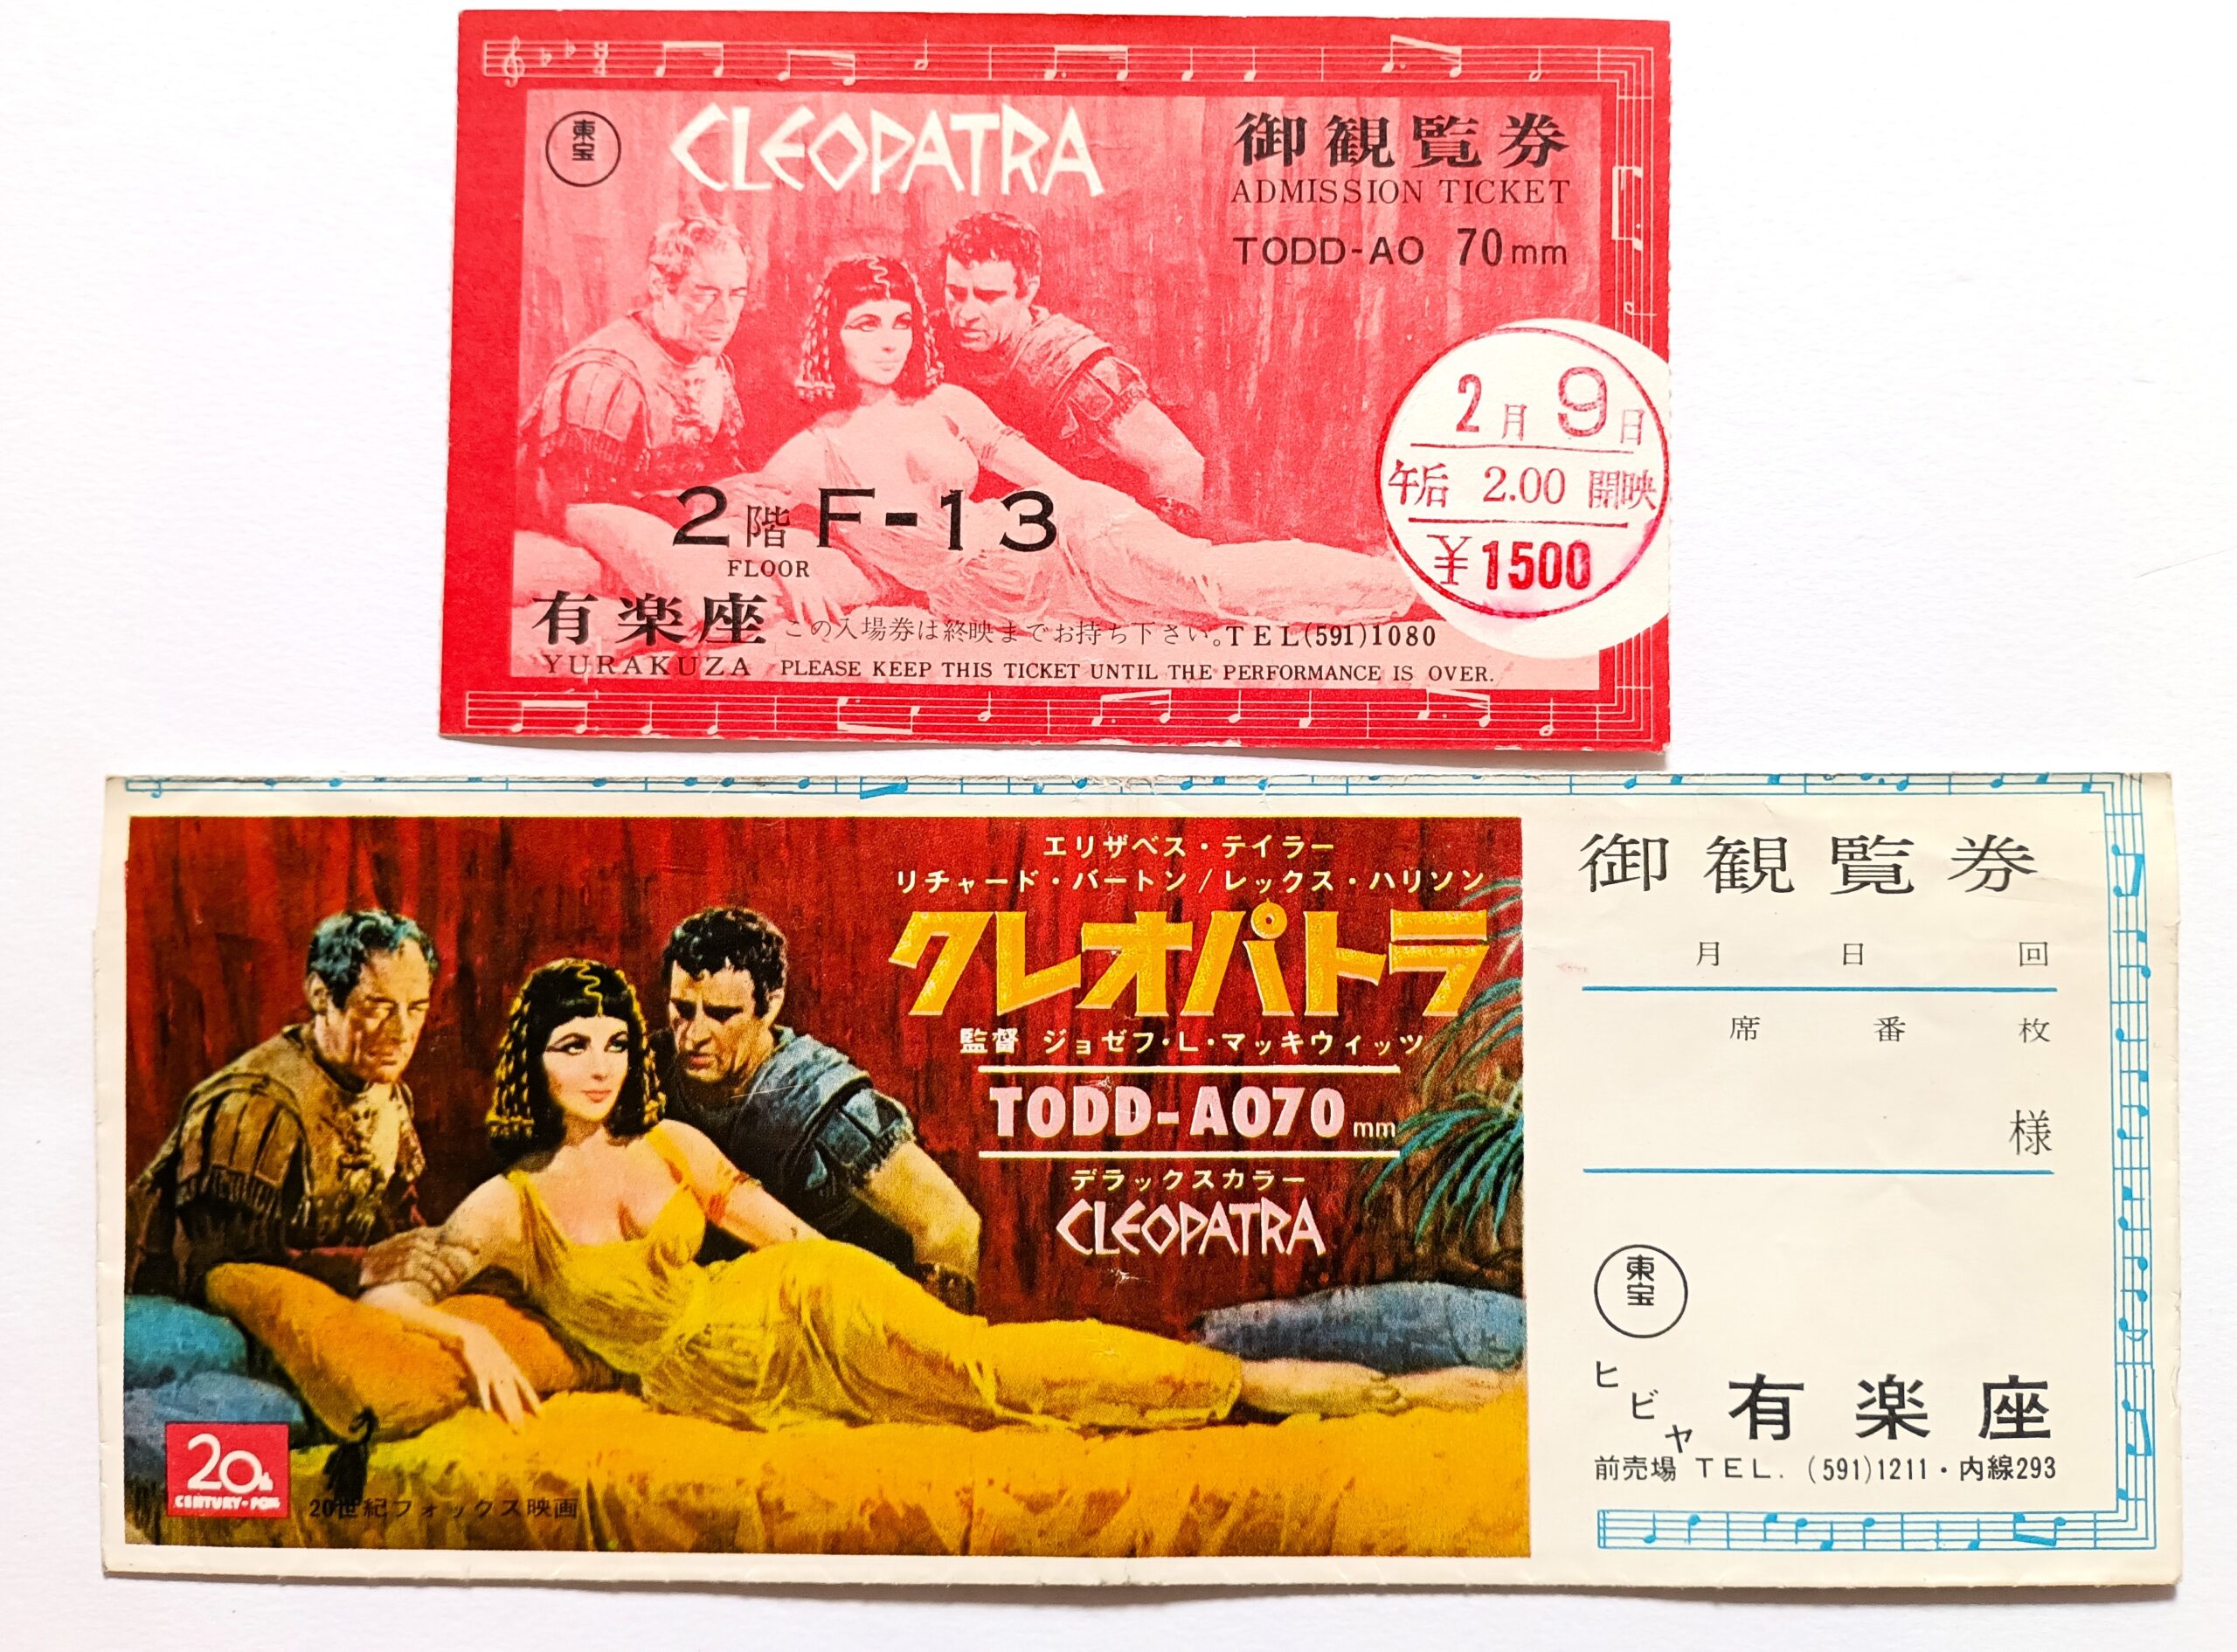 東宝
CLEOPATRA
御観覧券
ADMISSION TICKET
TODD-AO 70mm
2月9日
午后 2.00 開映
¥1500
2階 F-13
FLOOR
有楽座 この入場券は終映までお持ち下さい。TEL(591)1080
YURAKUZA PLEASE KEEP THIS TICKET UNTIL THE PERFORMANCE IS OVER.
エリザベス・テイラー
リチャード・バートン/レックス・ハリソン
クレオパトラ
監督 ジョゼフ・L・マッキウィッツ
TODD-AO70mm
デラックスカラー
CLEOPATRA
20th
CENTURY-FOX
20世紀フォックス映画
御観覧券
月 日 回
席 番 枚
様
東宝
ヒビヤ 有楽座
前売場 TEL. (591)1211・内線293